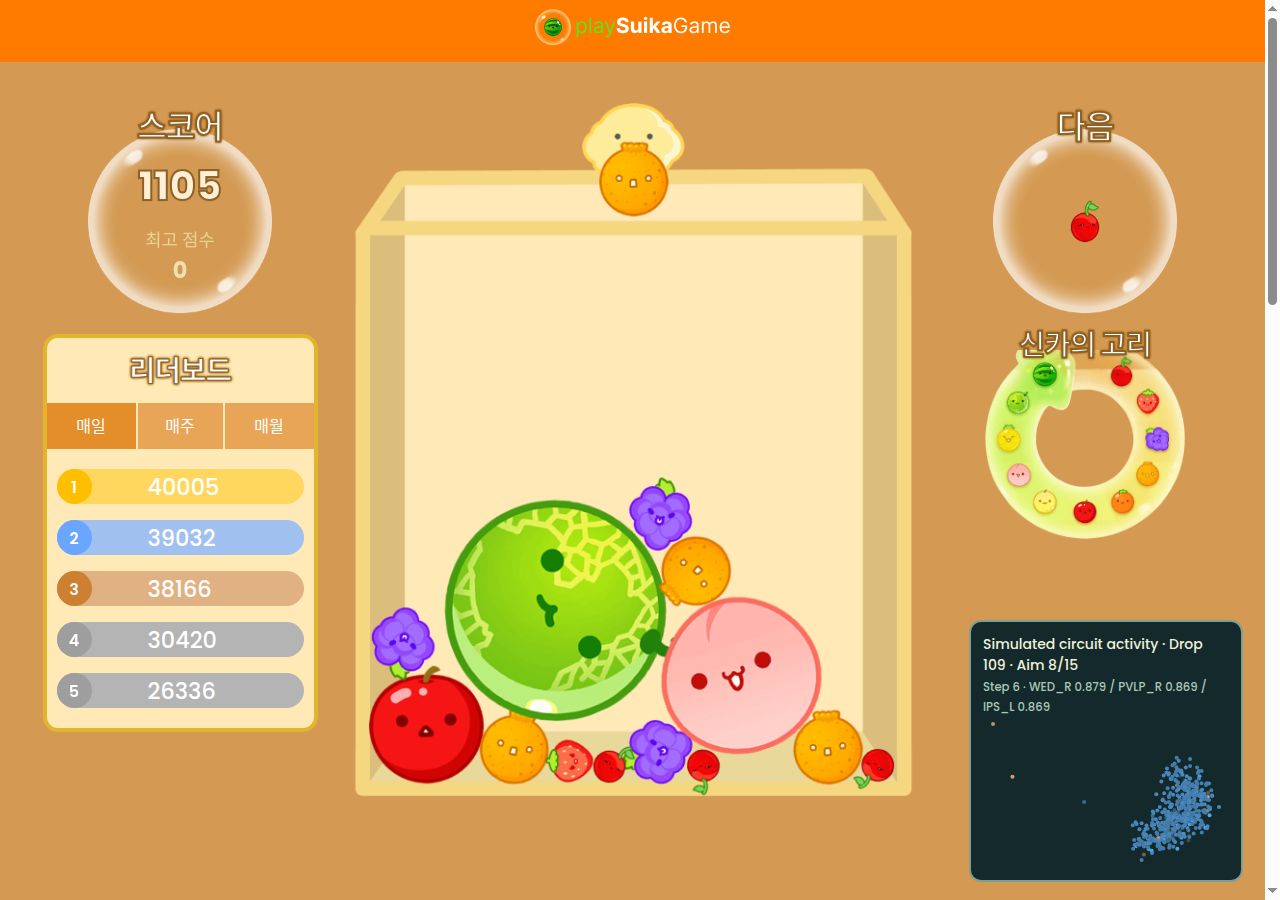 playSuikaGame
스코어
1105
최고 점수
0
리더보드
매일
매주
매월
1 40005
2 39032
3 38166
4 30420
5 26336
다음
신카의 고리
Simulated circuit activity · Drop
109 · Aim 8/15
Step 6 · WED_R 0.879 / PVLP_R 0.869 /
IPS_L 0.869